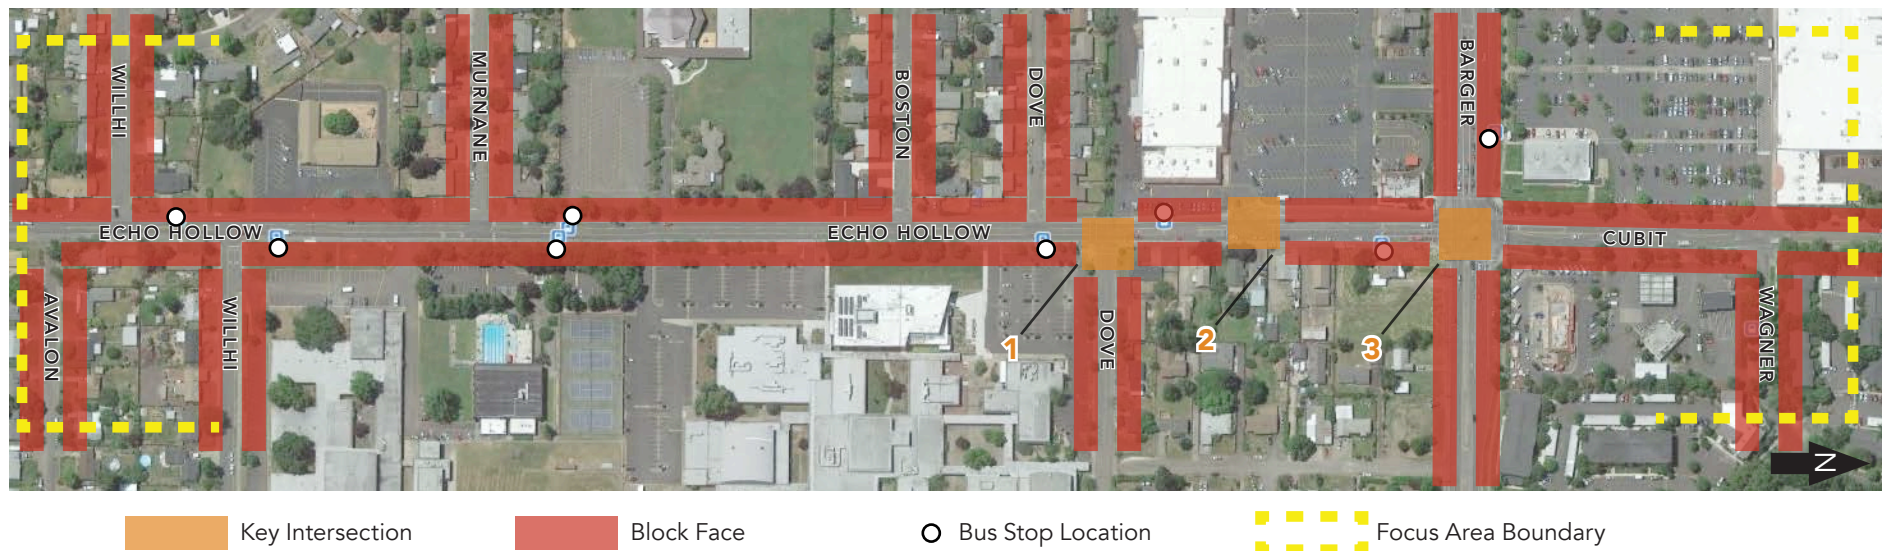 WILLHI
MURNANE
BOSTON
DOVE
BARGER
ECHO HOLLOW
ECHO HOLLOW
CUBIT
AVALON
WILLHI
DOVE
WAGNER
1
2
3
N
Key Intersection
Block Face
Bus Stop Location
Focus Area Boundary